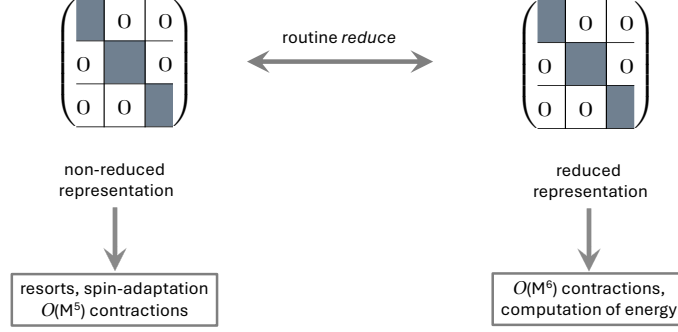 0 0
0 0
0 0
routine reduce
0 0
0 0
0 0
non-reduced
representation
reduced
representation
resorts, spin-adaptation
O(M⁵) contractions
O(M⁶) contractions,
computation of energy